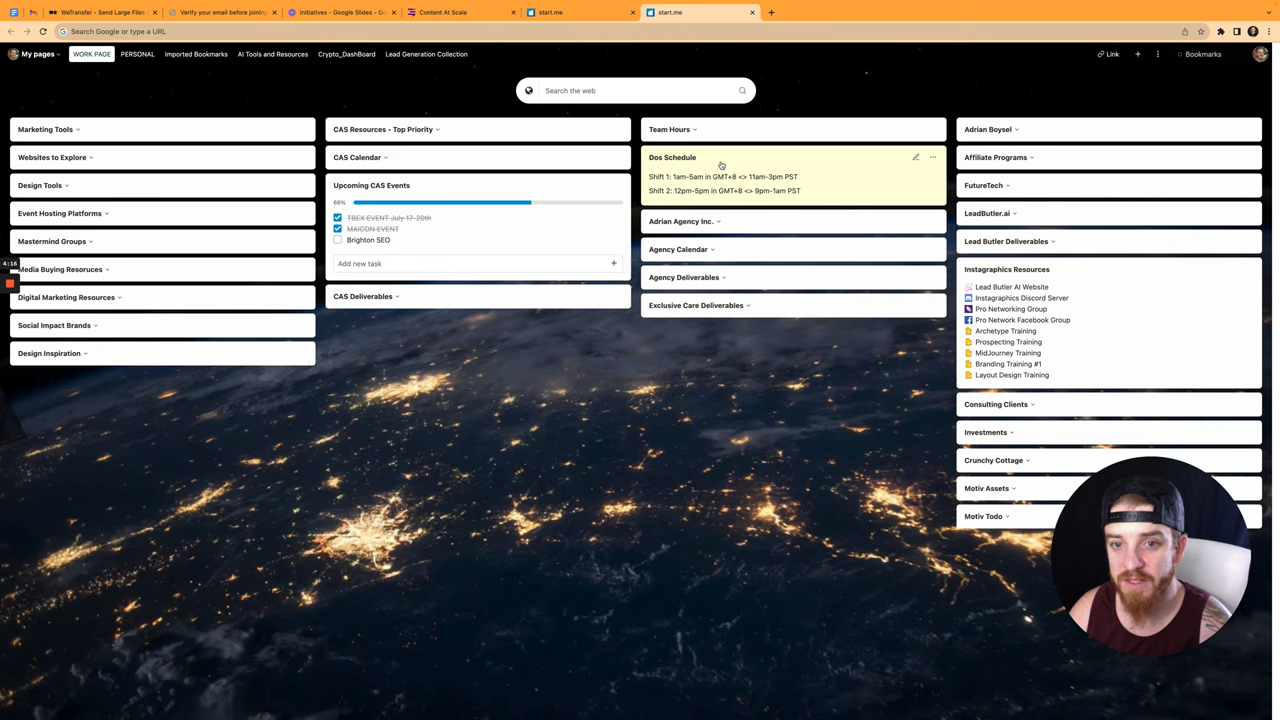 WeTransfer - Send Large Files
Verify your email before joining
Initiatives - Google Slides - Go
Content At Scale
start.me
start.me
Search Google or type a URL
My pages
WORK PAGE
PERSONAL
Imported Bookmarks
AI Tools and Resources
Crypto_DashBoard
Lead Generation Collection
Link
Bookmarks
Search the web
Marketing Tools
Websites to Explore
Design Tools
Event Hosting Platforms
Mastermind Groups
4:16
Media Buying Resoruces
Digital Marketing Resources
Social Impact Brands
Design Inspiration
CAS Resources - Top Priority
CAS Calendar
Upcoming CAS Events
66%
TBEX EVENT July 17-20th
MAICON EVENT
Brighton SEO
Add new task
CAS Deliverables
Team Hours
Dos Schedule
Shift 1: 1am-5am in GMT+8 <> 11am-3pm PST
Shift 2: 12pm-5pm in GMT+8 <> 9pm-1am PST
Adrian Agency Inc.
Agency Calendar
Agency Deliverables
Exclusive Care Deliverables
Adrian Boysel
Affiliate Programs
FutureTech
LeadButler.ai
Lead Butler Deliverables
Instagraphics Resources
Lead Butler AI Website
Instagraphics Discord Server
Pro Networking Group
Pro Network Facebook Group
Archetype Training
Prospecting Training
MidJourney Training
Branding Training #1
Layout Design Training
Consulting Clients
Investments
Crunchy Cottage
Motiv Assets
Motiv Todo